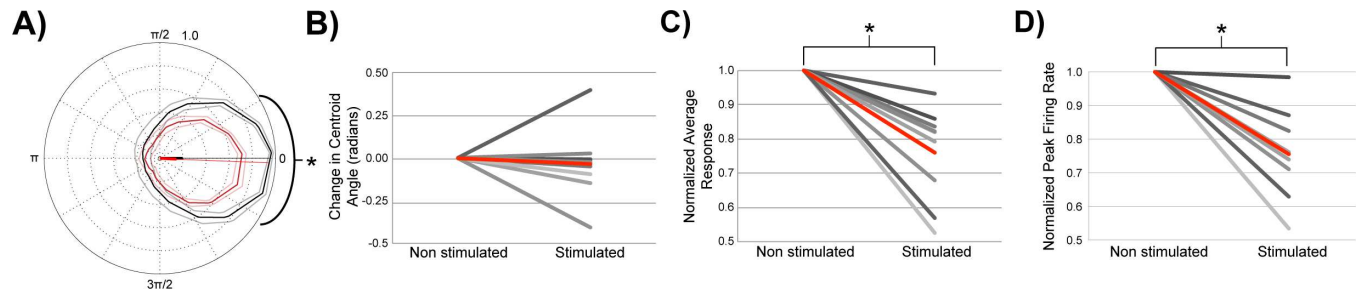 A)
π/2 1.0
π
0
*
3π/2
B)
Change in Centroid
Angle (radians)
0.50
0.25
0.00
-0.25
-0.5
Non stimulated Stimulated
C)
*
Normalized Average
Response
1.0
0.9
0.8
0.7
0.6
0.5
Non stimulated Stimulated
D)
*
Normalized Peak Firing Rate
1.0
0.9
0.8
0.7
0.6
0.5
Non stimulated Stimulated